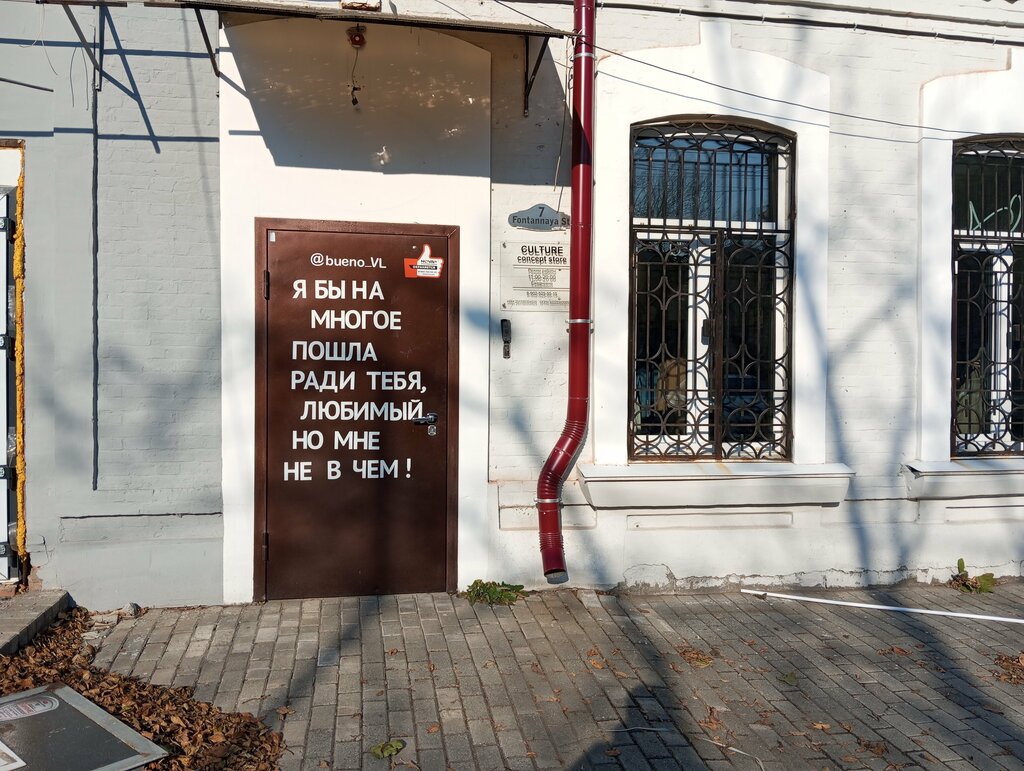 @bueno_VL
Я БЫ НА
МНОГОЕ
ПОШЛА
РАДИ ТЕБЯ,
ЛЮБИМЫЙ
НО МНЕ
НЕ В ЧЕМ!
7
Fontannaya St
CULTURE
concept store